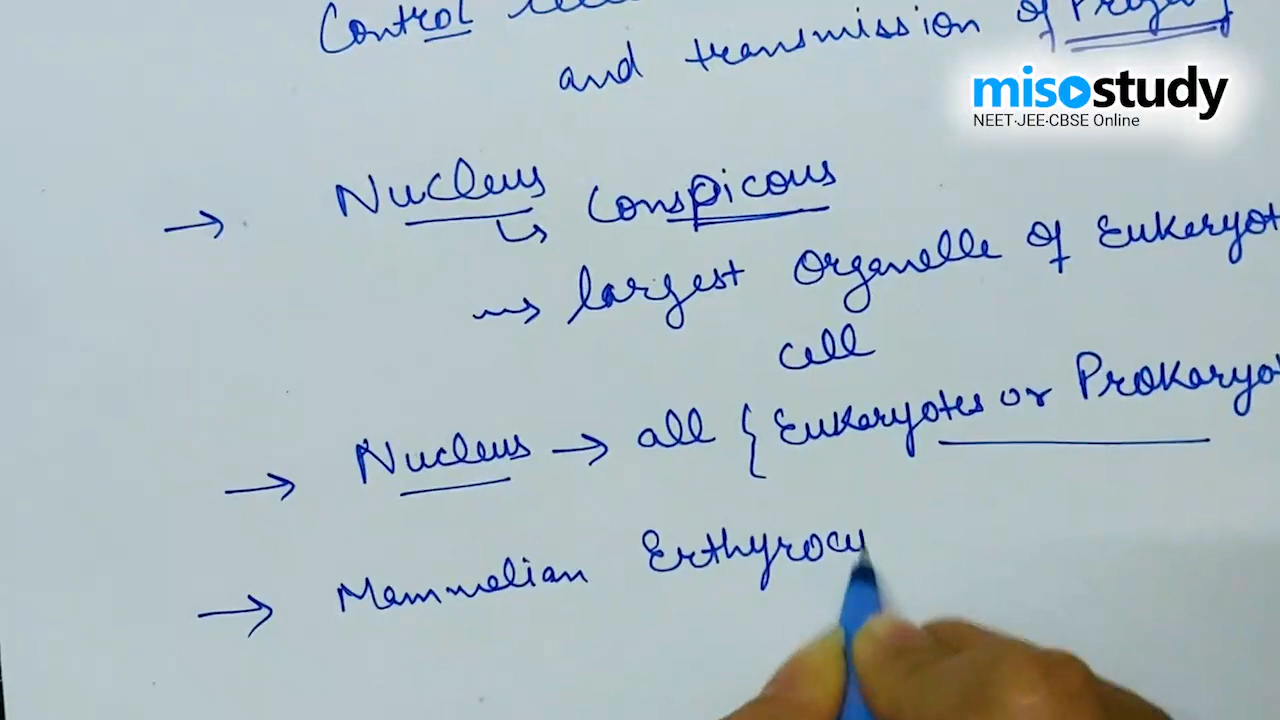 Control
and transmission of
misostudy
NEET·JEE·CBSE Online
→ Nucleus ↳ Conspicous
→ largest Organelle of Eukaryot
cell
→ Nucleus → all { Eukaryotes or Prokaryot
→ Mammalian Erthyrocy